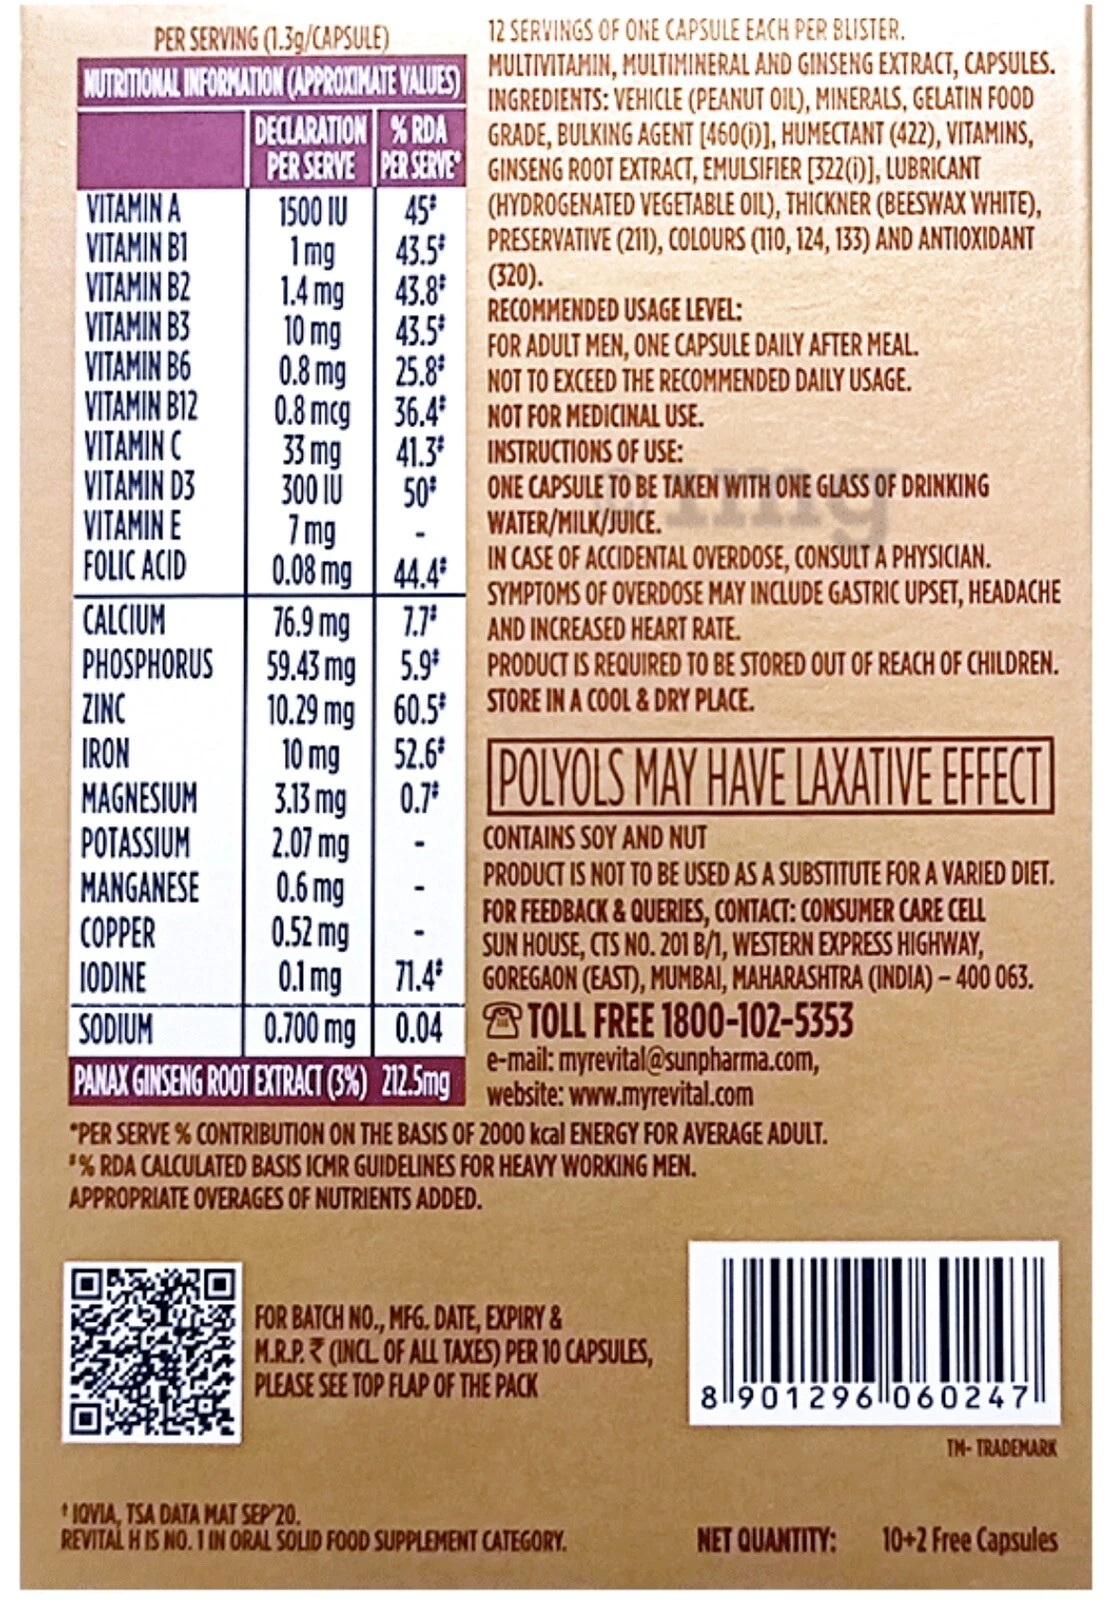 PER SERVING (1.3g/CAPSULE)
NUTRITIONAL INFORMATION (APPROXIMATE VALUES)
DECLARATION PER SERVE % RDA PER SERVE*
VITAMIN A 1500 IU 45#
VITAMIN B1 1 mg 43.5#
VITAMIN B2 1.4 mg 43.8#
VITAMIN B3 10 mg 43.5#
VITAMIN B6 0.8 mg 25.8#
VITAMIN B12 0.8 mcg 36.4#
VITAMIN C 33 mg 41.3#
VITAMIN D3 300 IU 50#
VITAMIN E 7 mg -
FOLIC ACID 0.08 mg 44.4#
CALCIUM 76.9 mg 7.7#
PHOSPHORUS 59.43 mg 5.9#
ZINC 10.29 mg 60.5#
IRON 10 mg 52.6#
MAGNESIUM 3.13 mg 0.7#
POTASSIUM 2.07 mg -
MANGANESE 0.6 mg -
COPPER 0.52 mg -
IODINE 0.1 mg 71.4#
SODIUM 0.700 mg 0.04
PANAX GINSENG ROOT EXTRACT (3%) 212.5mg
12 SERVINGS OF ONE CAPSULE EACH PER BLISTER.
MULTIVITAMIN, MULTIMINERAL AND GINSENG EXTRACT, CAPSULES.
INGREDIENTS: VEHICLE (PEANUT OIL), MINERALS, GELATIN FOOD
GRADE, BULKING AGENT [460(i)], HUMECTANT (422), VITAMINS,
GINSENG ROOT EXTRACT, EMULSIFIER [322(i)], LUBRICANT
(HYDROGENATED VEGETABLE OIL), THICKNER (BEESWAX WHITE),
PRESERVATIVE (211), COLOURS (110, 124, 133) AND ANTIOXIDANT
(320).
RECOMMENDED USAGE LEVEL:
FOR ADULT MEN, ONE CAPSULE DAILY AFTER MEAL.
NOT TO EXCEED THE RECOMMENDED DAILY USAGE.
NOT FOR MEDICINAL USE.
INSTRUCTIONS OF USE:
ONE CAPSULE TO BE TAKEN WITH ONE GLASS OF DRINKING
WATER/MILK/JUICE.
IN CASE OF ACCIDENTAL OVERDOSE, CONSULT A PHYSICIAN.
SYMPTOMS OF OVERDOSE MAY INCLUDE GASTRIC UPSET, HEADACHE
AND INCREASED HEART RATE.
PRODUCT IS REQUIRED TO BE STORED OUT OF REACH OF CHILDREN.
STORE IN A COOL & DRY PLACE.
POLYOLS MAY HAVE LAXATIVE EFFECT
CONTAINS SOY AND NUT
PRODUCT IS NOT TO BE USED AS A SUBSTITUTE FOR A VARIED DIET.
FOR FEEDBACK & QUERIES, CONTACT: CONSUMER CARE CELL
SUN HOUSE, CTS NO. 201 B/1, WESTERN EXPRESS HIGHWAY,
GOREGAON (EAST), MUMBAI, MAHARASHTRA (INDIA) – 400 063.
☎ TOLL FREE 1800-102-5353
e-mail: myrevital@sunpharma.com,
website: www.myrevital.com
*PER SERVE % CONTRIBUTION ON THE BASIS OF 2000 kcal ENERGY FOR AVERAGE ADULT.
#% RDA CALCULATED BASIS ICMR GUIDELINES FOR HEAVY WORKING MEN.
APPROPRIATE OVERAGES OF NUTRIENTS ADDED.
FOR BATCH NO., MFG. DATE, EXPIRY &
M.R.P. ₹ (INCL. OF ALL TAXES) PER 10 CAPSULES,
PLEASE SEE TOP FLAP OF THE PACK
8 901296 060247
TM- TRADEMARK
† IQVIA, TSA DATA MAT SEP'20.
REVITAL H IS NO. 1 IN ORAL SOLID FOOD SUPPLEMENT CATEGORY.
NET QUANTITY: 10+2 Free Capsules